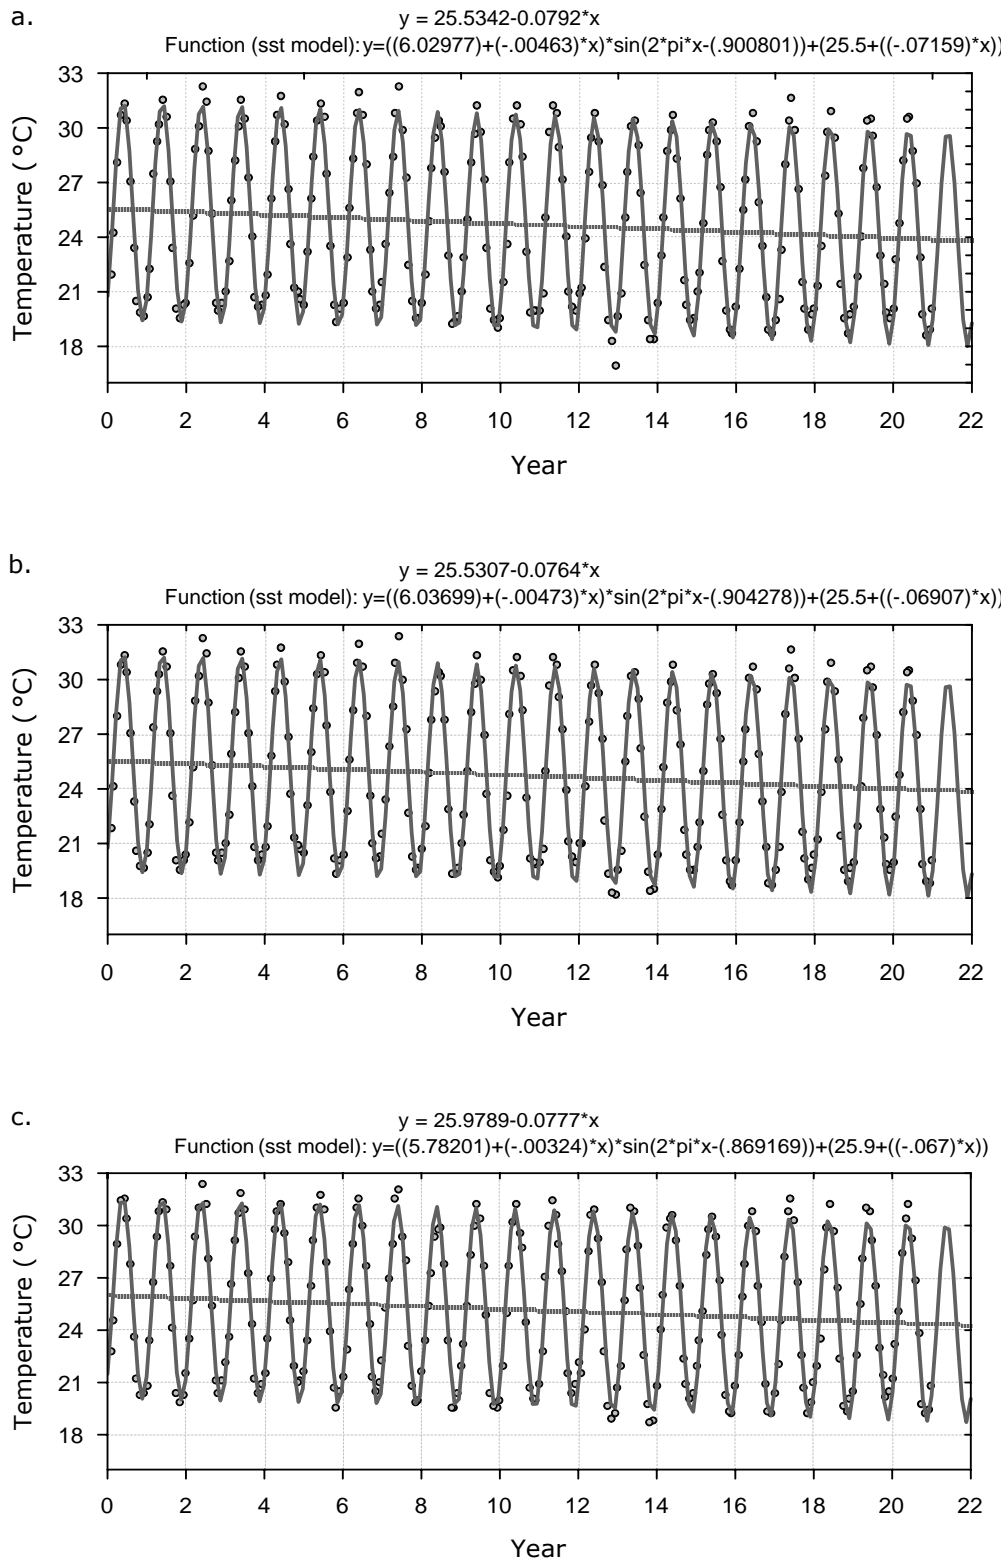 a.
y = 25.5342-0.0792*x
Function (sst model): y=((6.02977)+(-.00463)*x)*sin(2*pi*x-(.900801))+(25.5+((-.07159)*x))
33
30
27
24
21
18
Temperature ( °C)
0 2 4 6 8 10 12 14 16 18 20 22
Year
b.
y = 25.5307-0.0764*x
Function (sst model): y=((6.03699)+(-.00473)*x)*sin(2*pi*x-(.904278))+(25.5+((-.06907)*x))
33
30
27
24
21
18
Temperature ( °C)
0 2 4 6 8 10 12 14 16 18 20 22
Year
c.
y = 25.9789-0.0777*x
Function (sst model): y=((5.78201)+(-.00324)*x)*sin(2*pi*x-(.869169))+(25.9+((-.067)*x))
33
30
27
24
21
18
Temperature ( °C)
0 2 4 6 8 10 12 14 16 18 20 22
Year